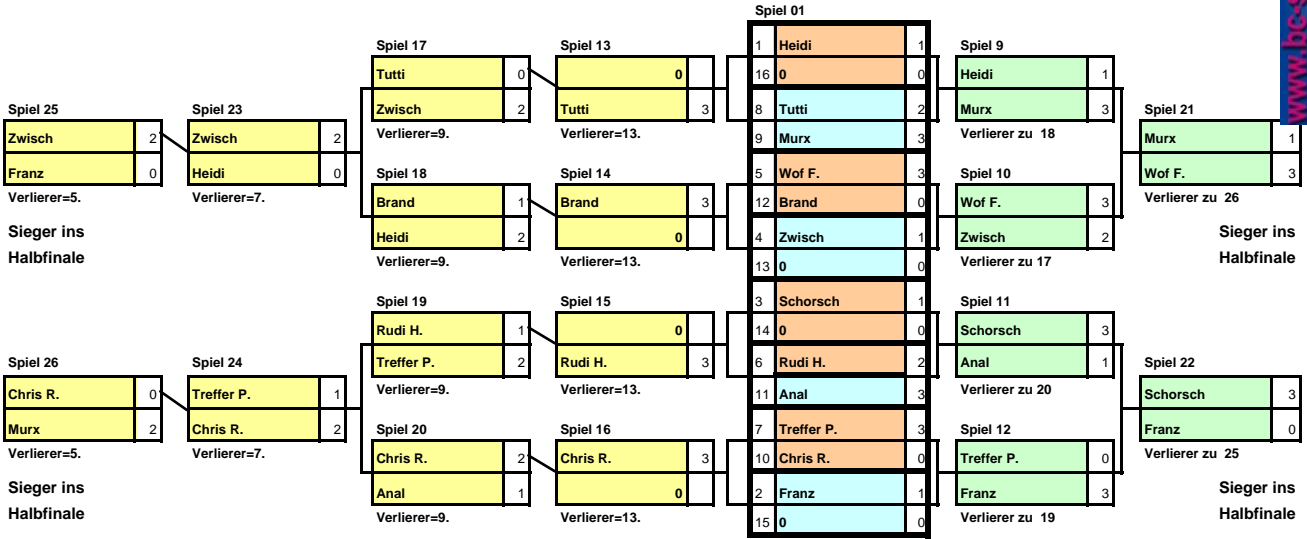 Spiel 01
Spiel 17 Spiel 13 1 Heidi 1 Spiel 9
Tutti 0 0 16 0 0 Heidi 1
Spiel 25 Spiel 23 Zwisch 2 Tutti 3 8 Tutti 2 Murx 3 Spiel 21
Zwisch 2 Zwisch 2 Verlierer=9. Verlierer=13. 9 Murx 3 Verlierer zu 18 Murx 1
Franz 0 Heidi 0 Spiel 18 Spiel 14 5 Wof F. 3 Spiel 10 Wof F. 3
Verlierer=5. Verlierer=7. Brand 1 Brand 3 12 Brand 0 Wof F. 3 Verlierer zu 26
Sieger ins Heidi 2 0 4 Zwisch 1 Zwisch 2 Sieger ins
Halbfinale Verlierer=9. Verlierer=13. 13 0 0 Verlierer zu 17 Halbfinale
Spiel 19 Spiel 15 3 Schorsch 1 Spiel 11
Rudi H. 1 0 14 0 0 Schorsch 3
Spiel 26 Spiel 24 Treffer P. 2 Rudi H. 3 6 Rudi H. 2 Anal 1 Spiel 22
Chris R. 0 Treffer P. 1 Verlierer=9. Verlierer=13. 11 Anal 3 Verlierer zu 20 Schorsch 3
Murx 2 Chris R. 2 Spiel 20 Spiel 16 7 Treffer P. 3 Spiel 12 Franz 0
Verlierer=5. Verlierer=7. Chris R. 2 Chris R. 3 10 Chris R. 0 Treffer P. 0 Verlierer zu 25
Sieger ins Anal 1 0 2 Franz 1 Franz 3 Sieger ins
Halbfinale Verlierer=9. Verlierer=13. 15 0 0 Verlierer zu 19 Halbfinale
www.bc-s